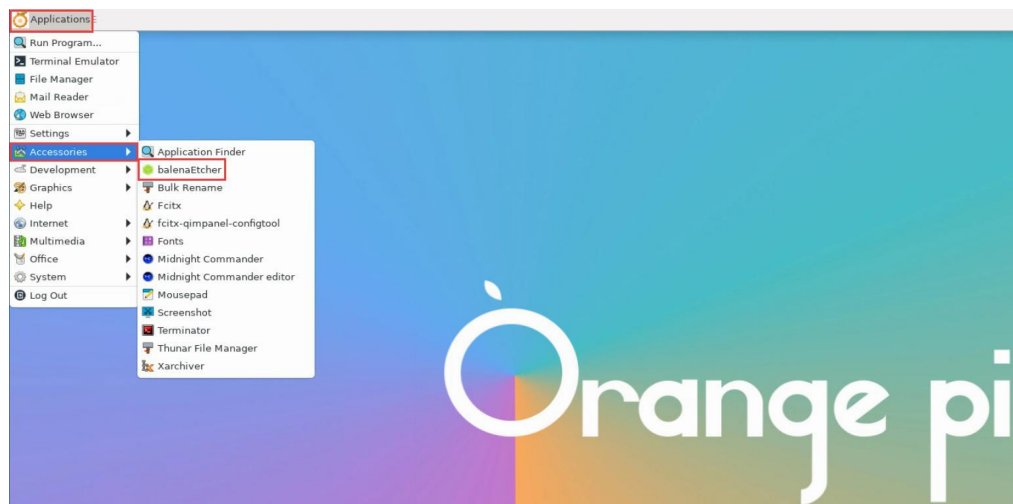 Applications
Run Program...
Terminal Emulator
File Manager
Mail Reader
Web Browser
Settings
Accessories
Development
Graphics
Help
Internet
Multimedia
Office
System
Log Out
Application Finder
balenaEtcher
Bulk Rename
Fcitx
fcitx-qimpanel-configtool
Fonts
Midnight Commander
Midnight Commander editor
Mousepad
Screenshot
Terminator
Thunar File Manager
Xarchiver
Orange pi